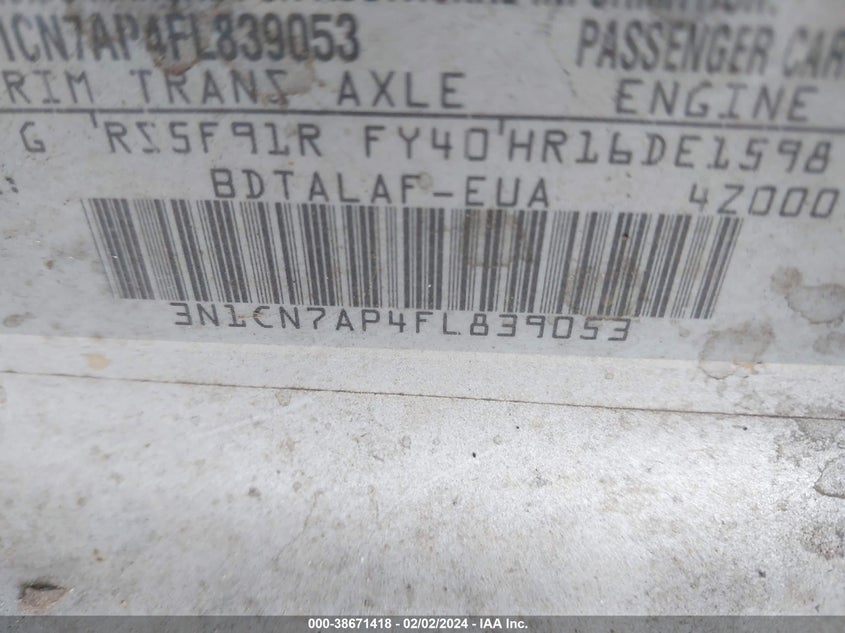 1CN7AP4FL839053 PASSENGER CAR
RIM TRANS AXLE ENGINE
G RS5F91R FY40 HR16DE1598
BDTALAF-EUA 4Z000
3N1CN7AP4FL839053
000-38671418 - 02/02/2024 - IAA Inc.